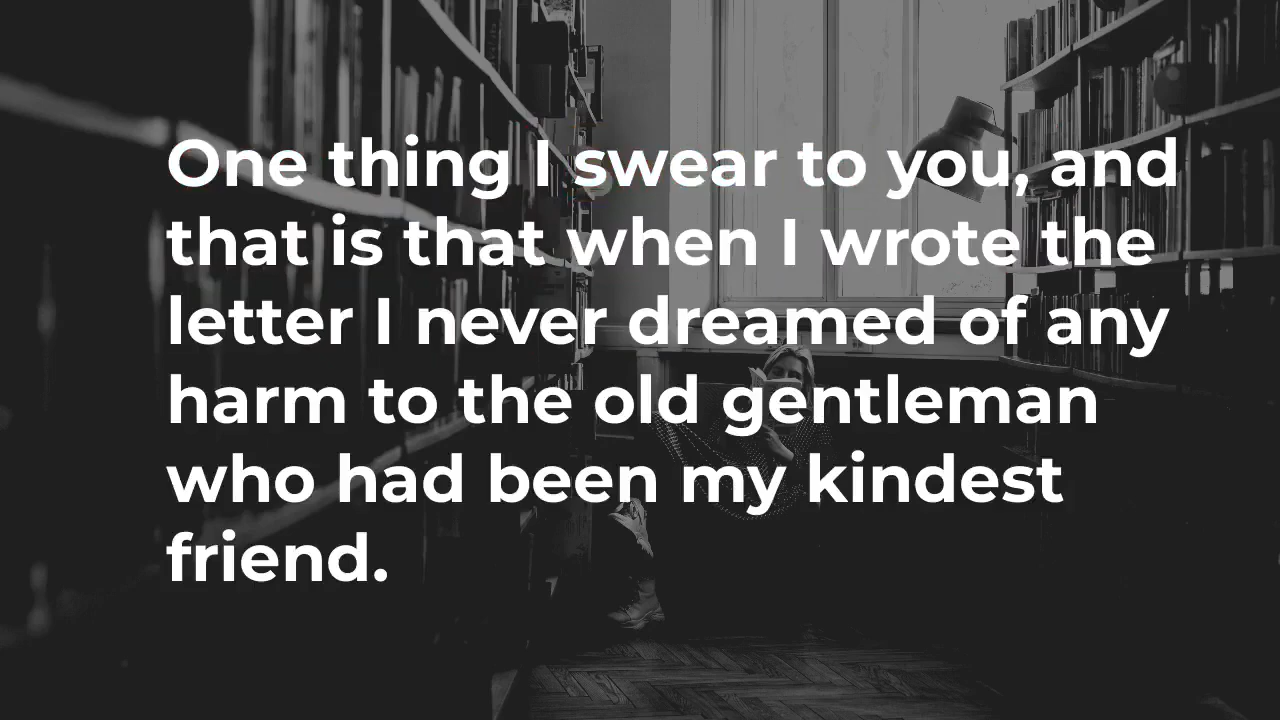 One thing I swear to you, and
that is that when I wrote the
letter I never dreamed of any
harm to the old gentleman
who had been my kindest
friend.